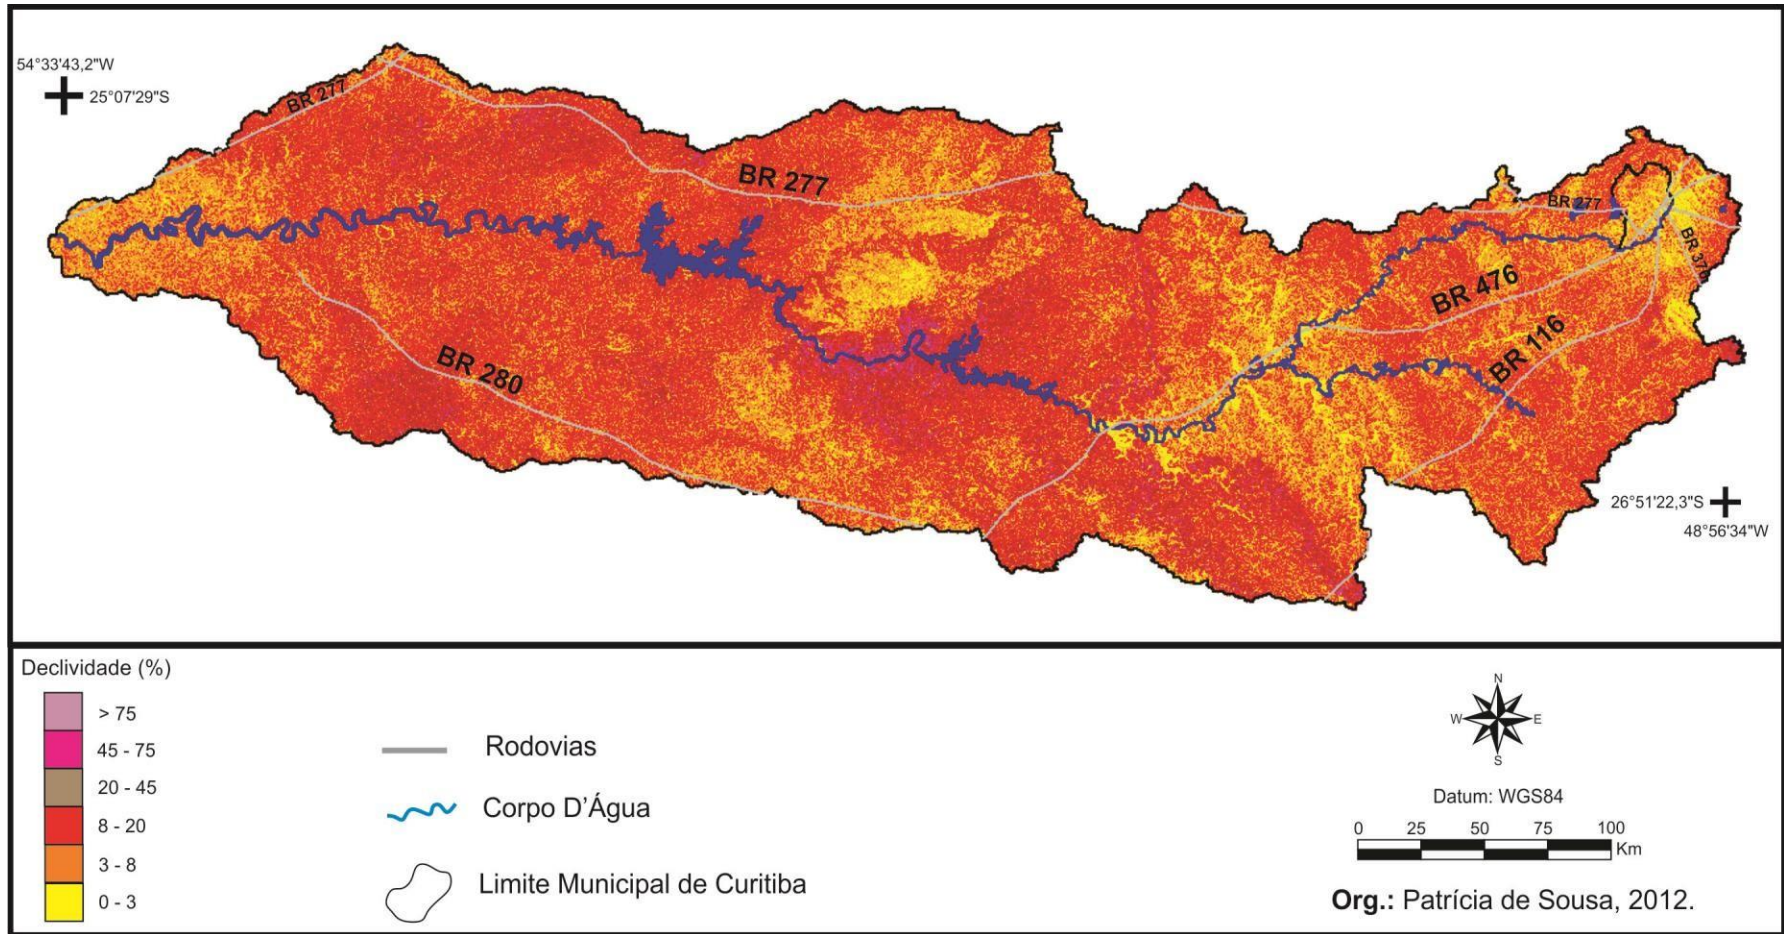 54°33'43,2"W
25°07'29"S
BR 277
BR 277
BR 277
BR 376
BR 476
BR 116
BR 280
26°51'22,3"S
48°56'34"W
Declividade (%)
> 75
45 - 75
20 - 45
8 - 20
3 - 8
0 - 3
Rodovias
Corpo D'Água
Limite Municipal de Curitiba
N
W
E
S
Datum: WGS84
0 25 50 75 100
Km
Org.: Patrícia de Sousa, 2012.